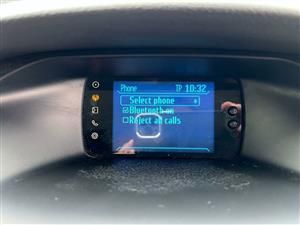 Phone TP 10:32
Select phone
Bluetooth on
Reject all calls